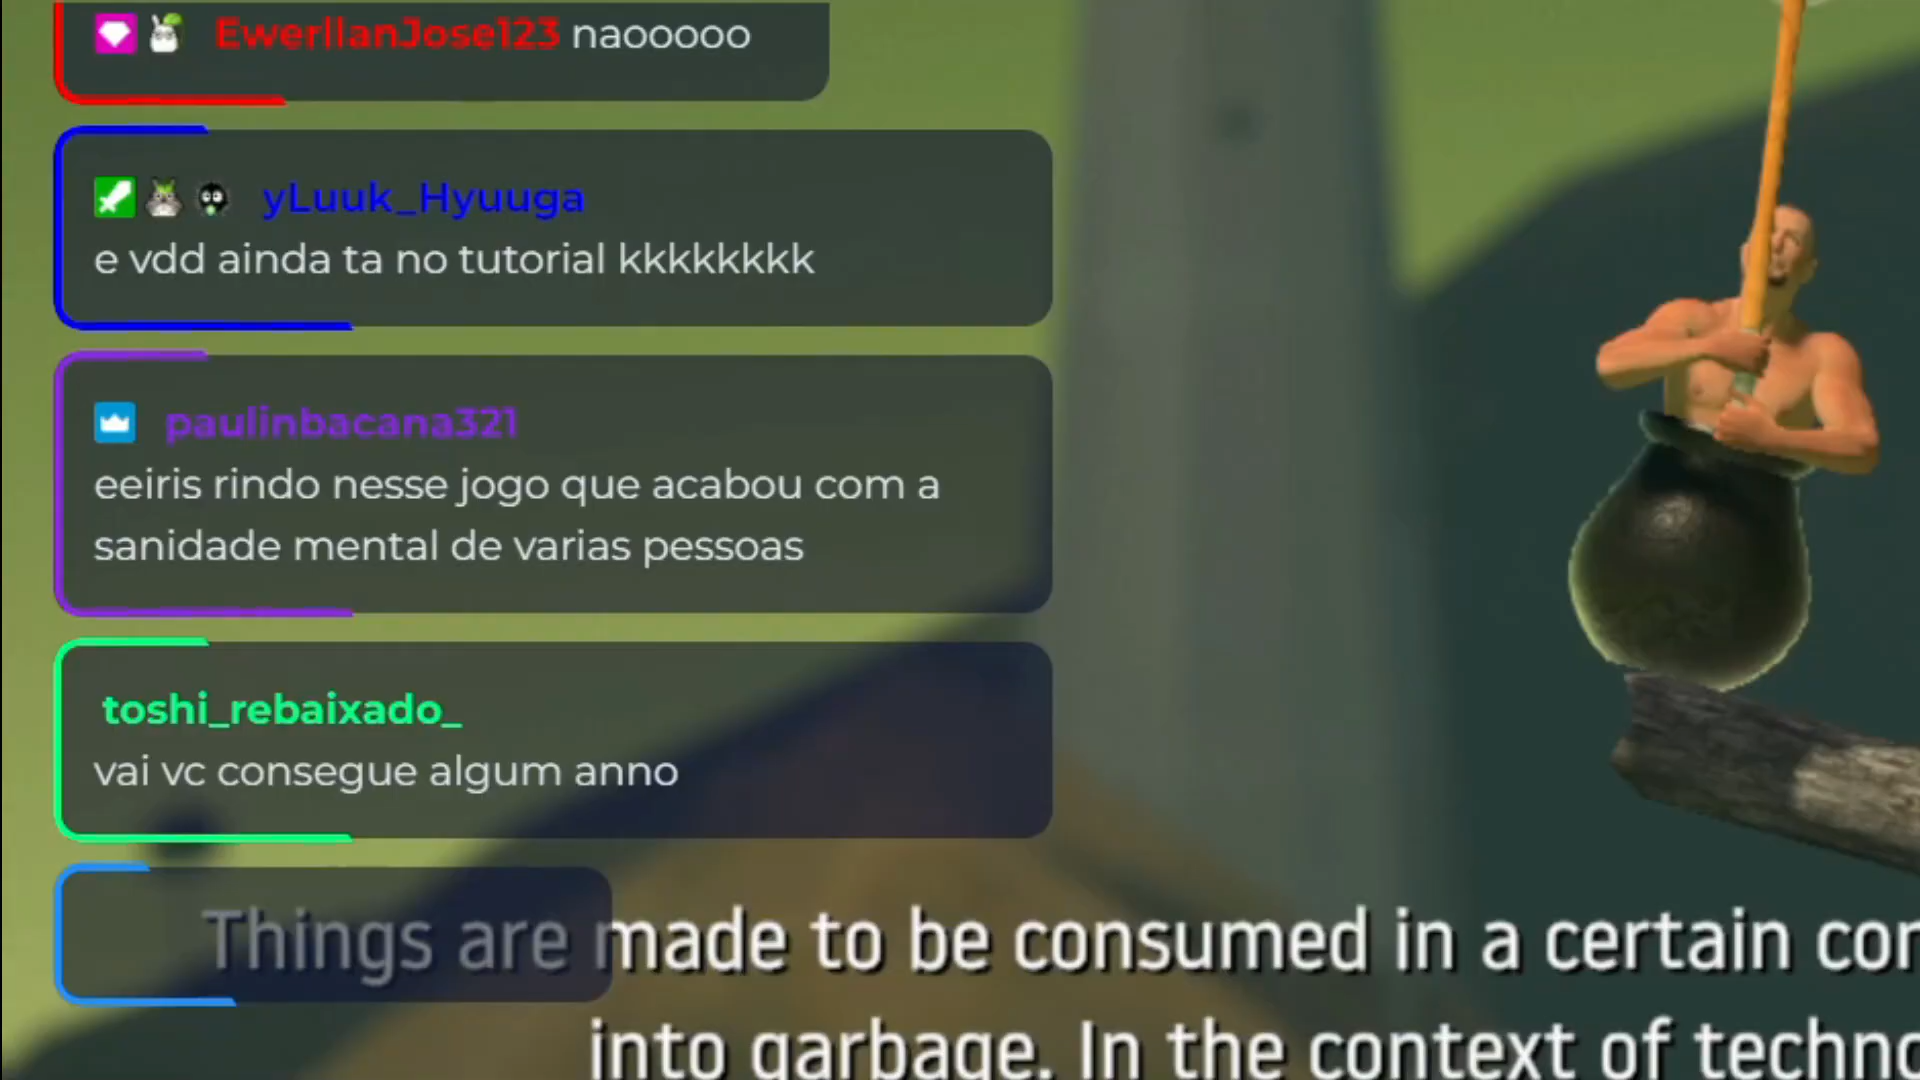 EwerllanJose123 naooooo
yLuuk_Hyuuga
e vdd ainda ta no tutorial kkkkkkkk
paulinbacana321
eeiris rindo nesse jogo que acabou com a
sanidade mental de varias pessoas
toshi_rebaixado_
vai vc consegue algum anno
Things are made to be consumed in a certain
into garbage. In the context of